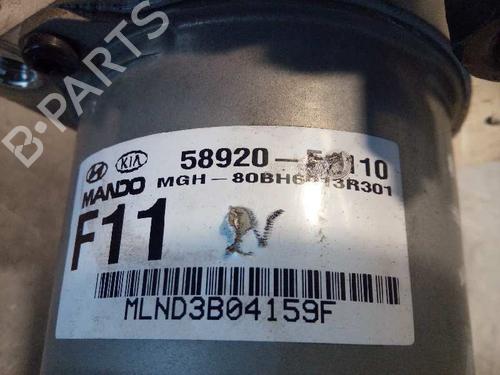 B-PARTS
KIA
58920-
MANDO
F11
MLND3B04159F